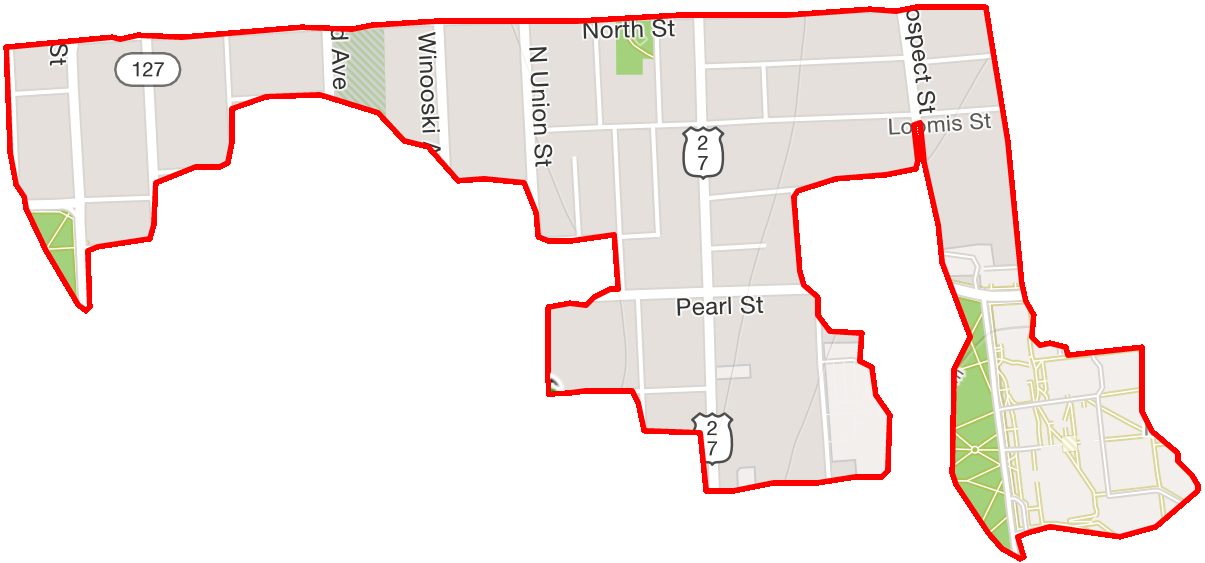 North St
St
127
d Ave
Winooski A
N Union St
ospect St
Loomis St
2
7
Pearl St
2
7